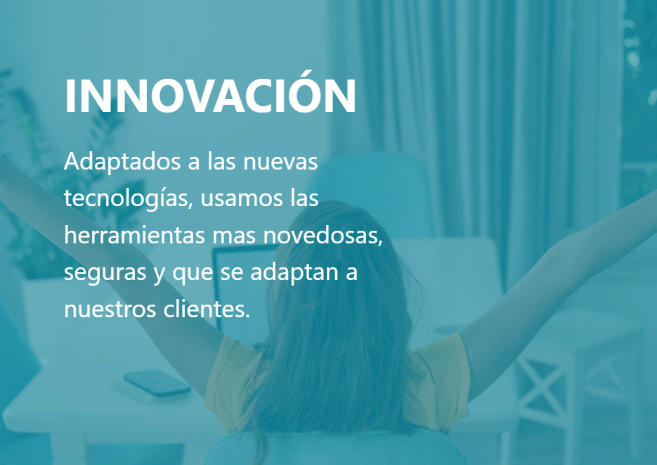 INNOVACIÓN
Adaptados a las nuevas
tecnologías, usamos las
herramientas mas novedosas,
seguras y que se adaptan a
nuestros clientes.